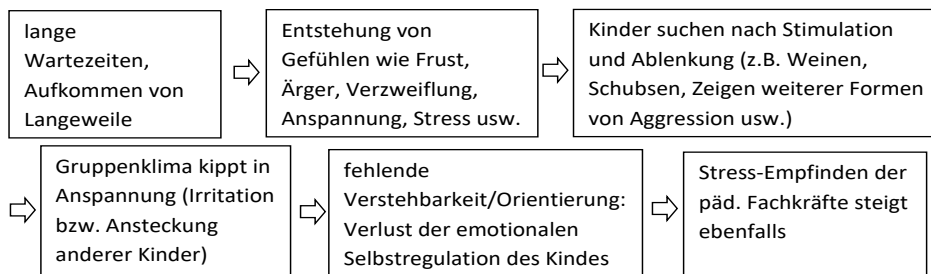 lange
Wartezeiten,
Aufkommen von
Langeweile
Entstehung von
Gefühlen wie Frust,
Ärger, Verzweiflung,
Anspannung, Stress usw.
Kinder suchen nach Stimulation
und Ablenkung (z.B. Weinen,
Schubsen, Zeigen weiterer Formen
von Aggression usw.)
Gruppenklima kippt in
Anspannung (Irritation
bzw. Ansteckung
anderer Kinder)
fehlende
Verstehbarkeit/Orientierung:
Verlust der emotionalen
Selbstregulation des Kindes
Stress-Empfinden der
päd. Fachkräfte steigt
ebenfalls